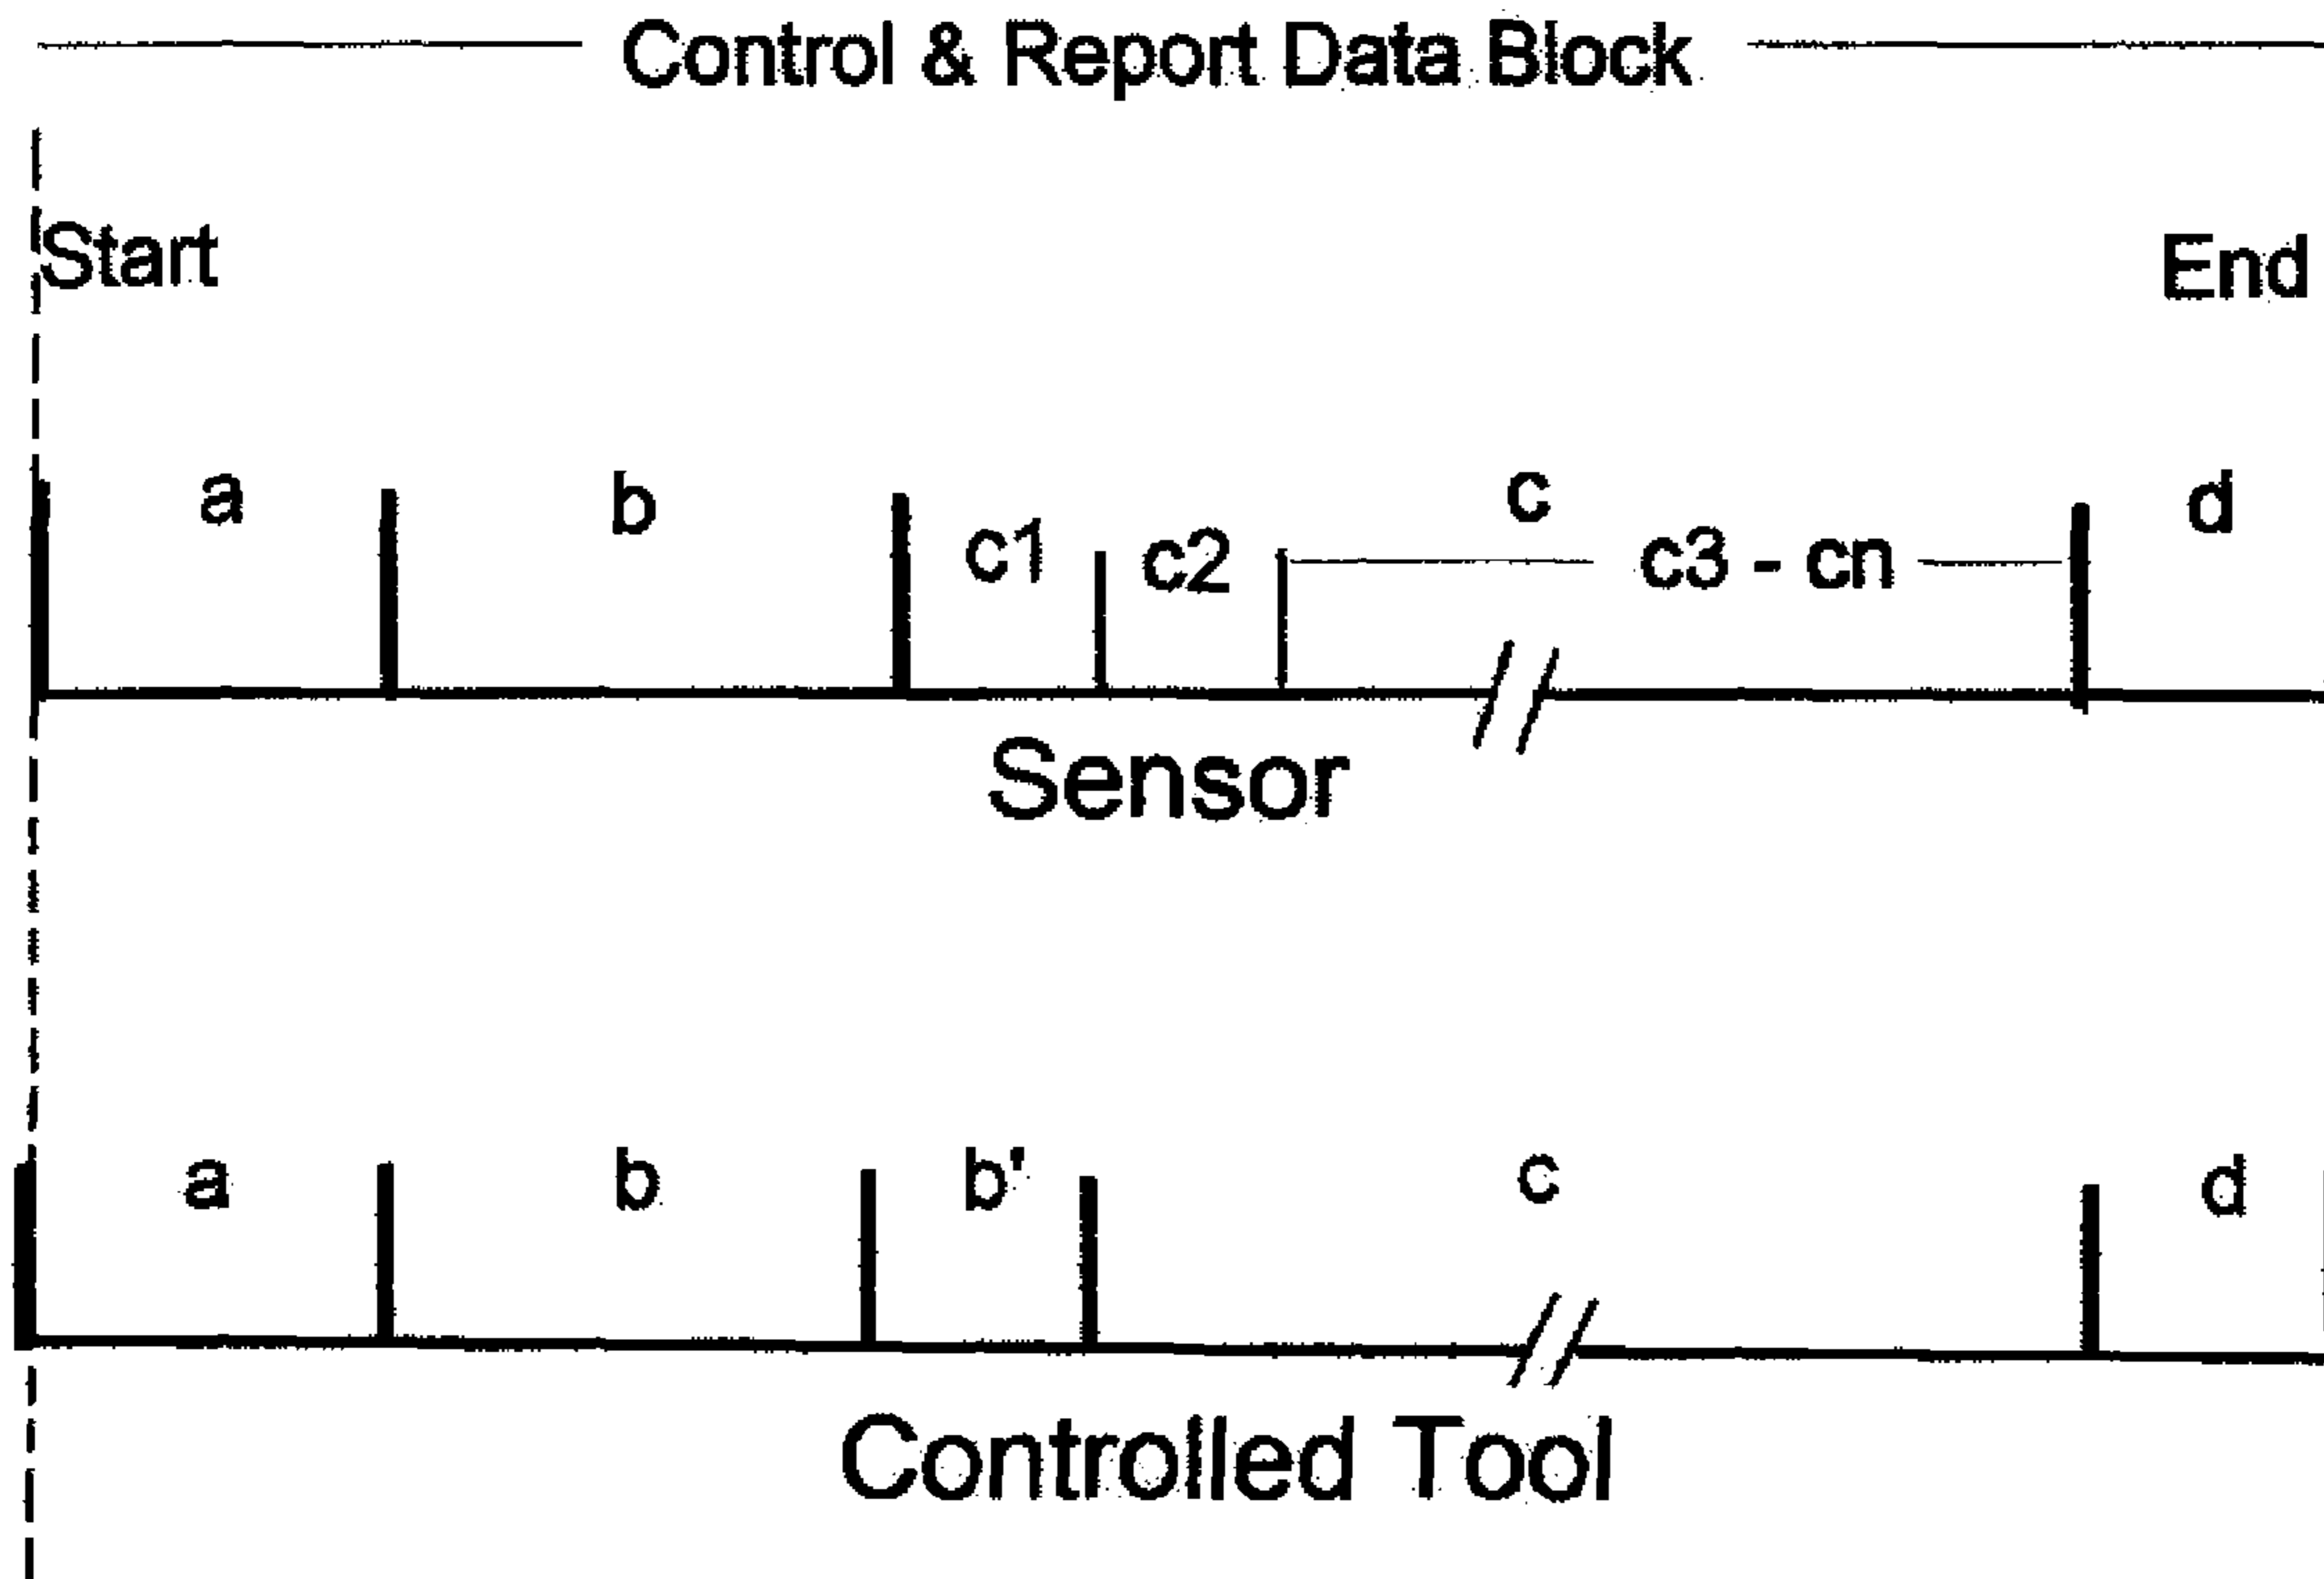 Control & Report Data Block
Start End
a b c d
c1 c2 c3 - cn
Sensor
a b b' c d
Controlled Tool